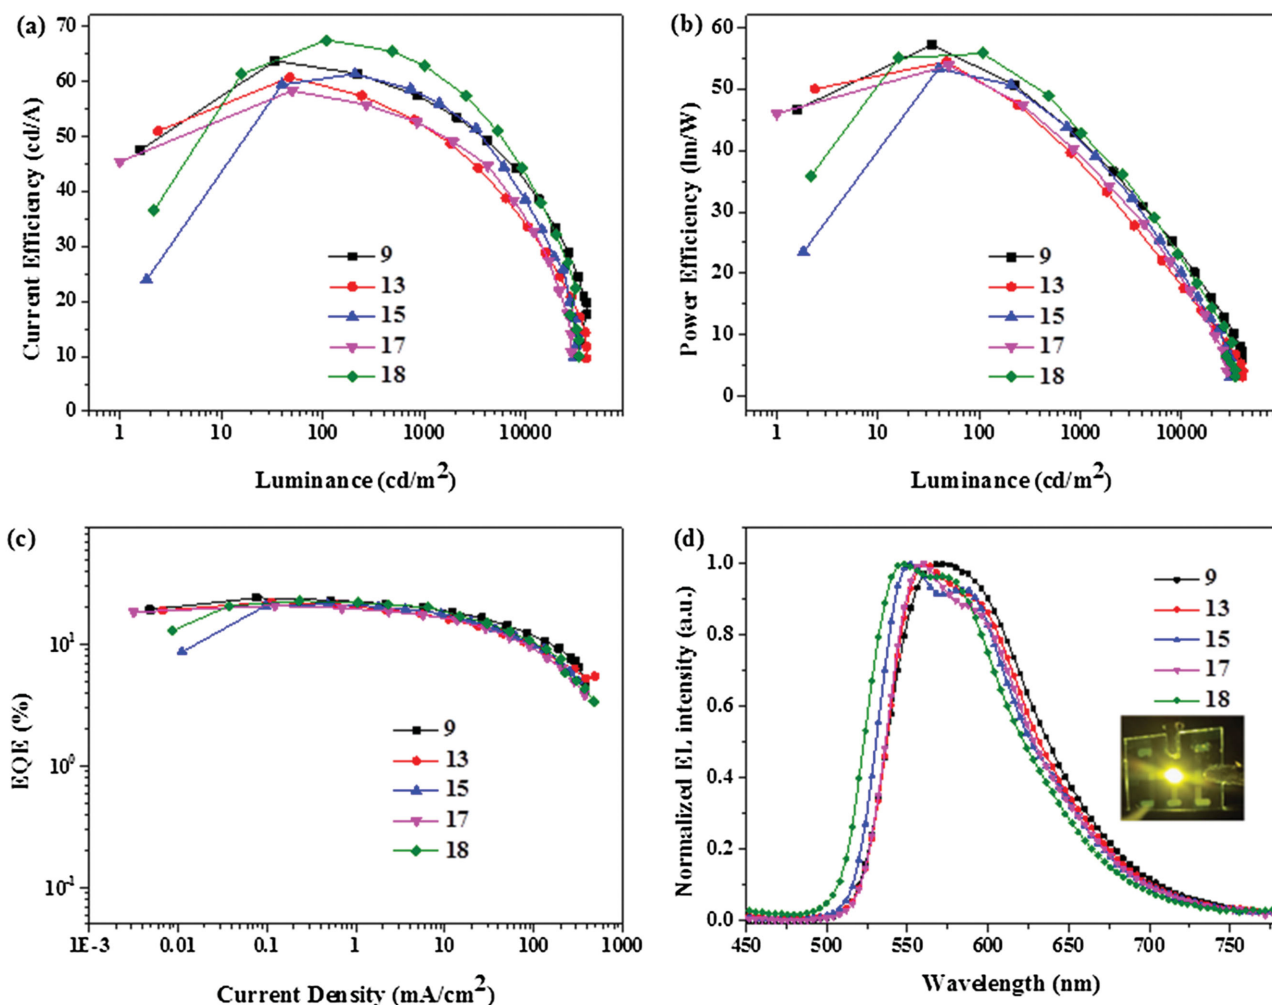 (a)
70
60
50
40
30
20
10
0
Current Efficiency (cd/A)
9
13
15
17
18
1 10 100 1000 10000
Luminance (cd/m²)
(b)
60
50
40
30
20
10
0
Power Efficiency (lm/W)
9
13
15
17
18
1 10 100 1000 10000
Luminance (cd/m²)
(c)
10¹
10⁰
10⁻¹
EQE (%)
9
13
15
17
18
1E-3 0.01 0.1 1 10 100 1000
Current Density (mA/cm²)
(d)
1.0
0.8
0.6
0.4
0.2
0.0
Normalized EL intensity (a.u.)
9
13
15
17
18
450 500 550 600 650 700 750
Wavelength (nm)